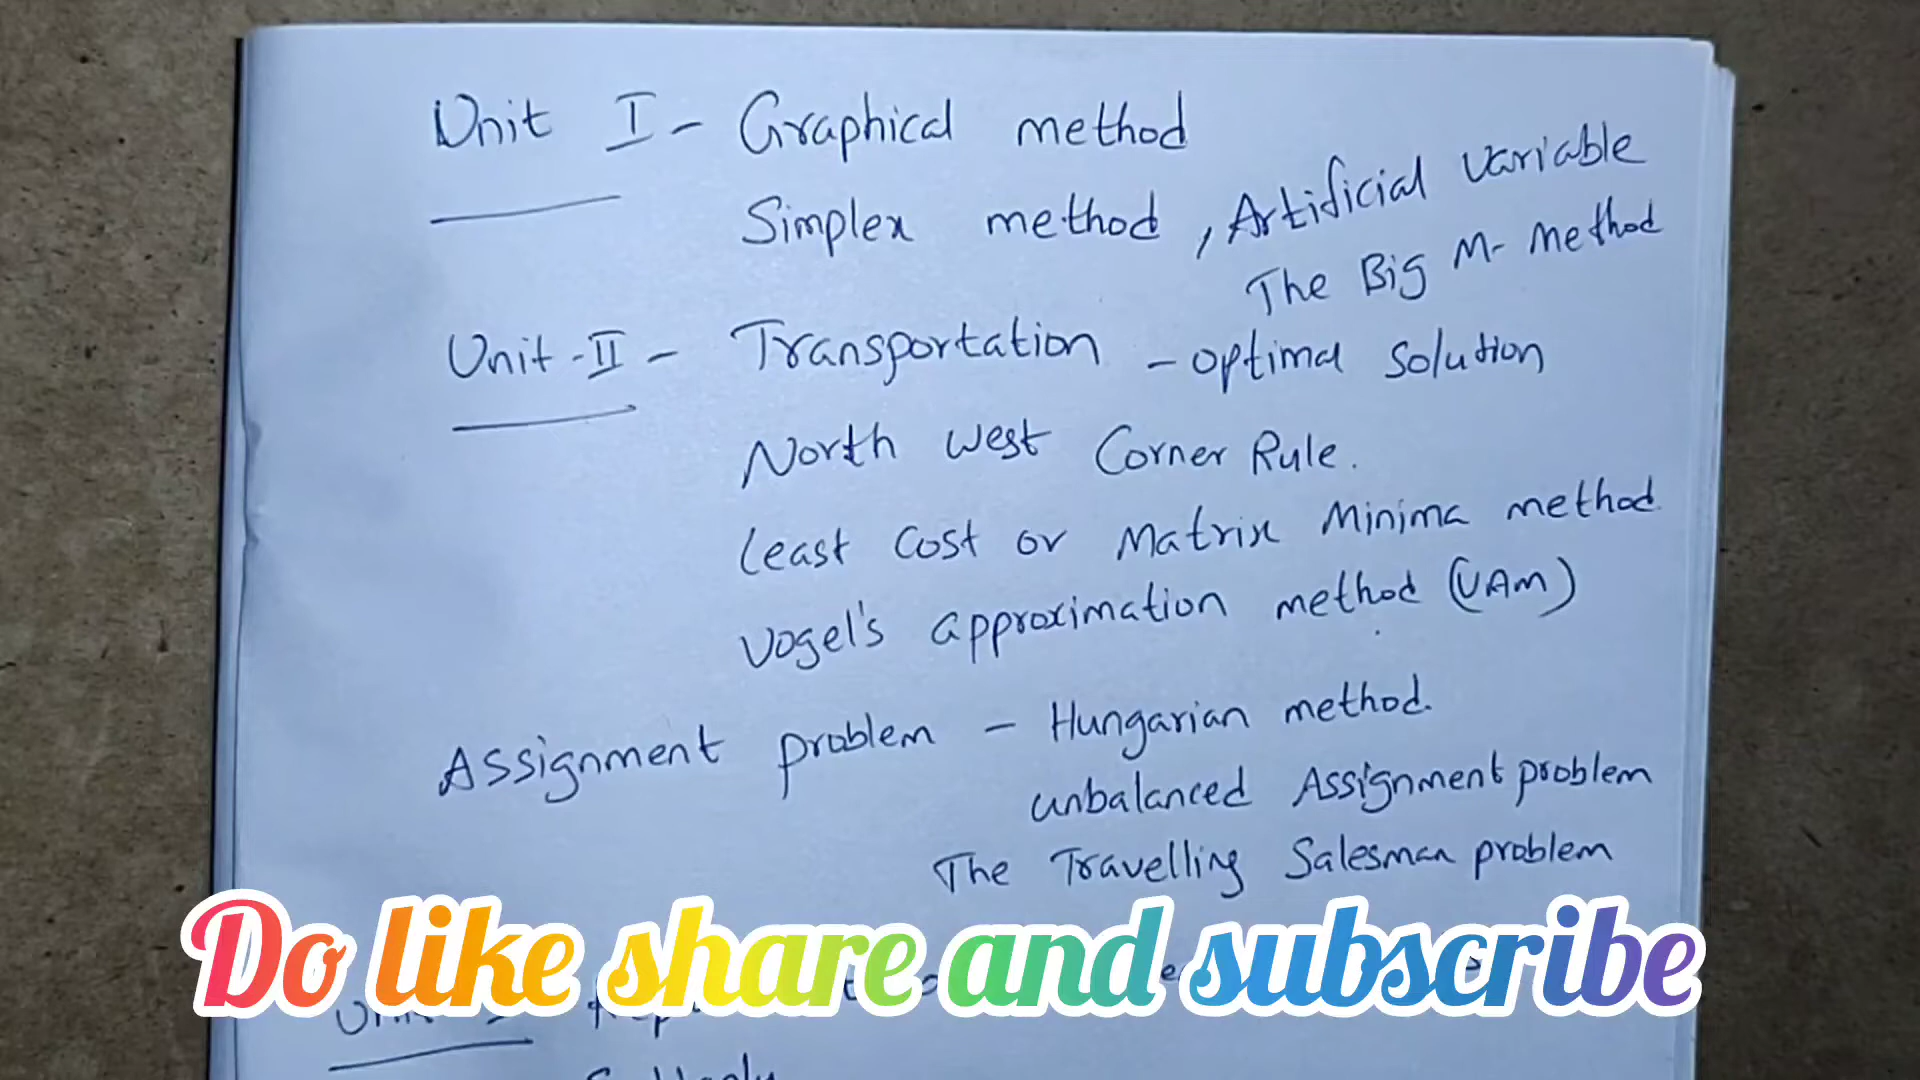 Unit I - Graphical method
Simplex method, Artificial variable
The Big M- Method
Unit-II - Transportation - optimal solution
North West Corner Rule.
Least Cost or Matrix Minima method
Vogel's approximation method (VAM)
Assignment problem - Hungarian method.
unbalanced Assignment problem
The Travelling Salesman problem
Do like share and subscribe